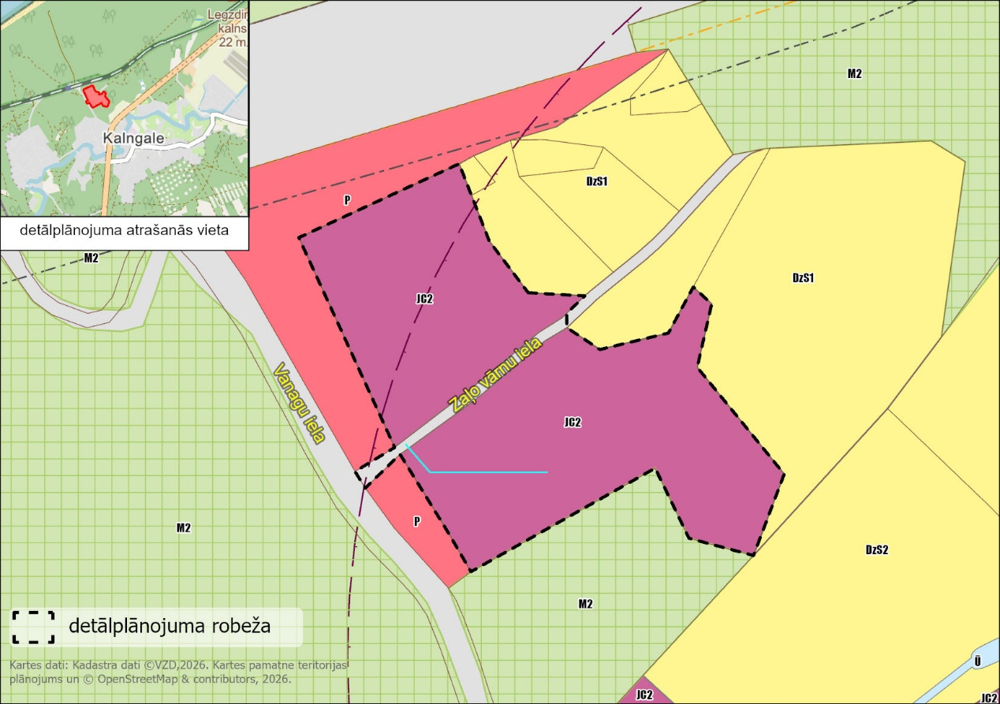 Legzdin
kalns
22 m.
Kalngale
detālplānojuma atrašanās vieta
M2
M2
P
DzS1
DzS1
JC2
Vanagu iela
Zaļo vārnu iela
JC2
P
M2
DzS2
M2
detālplānojuma robeža
Ū
JC2
JC2
Kartes dati: Kadastra dati ©VZD,2026. Kartes pamatne teritorijas
plānojums un © OpenStreetMap & contributors, 2026.